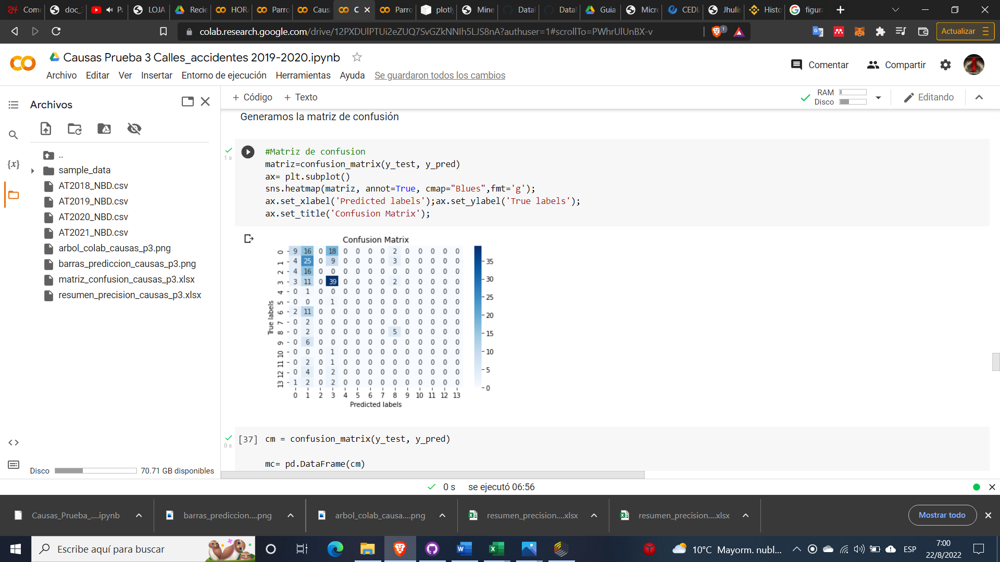 Com
doc_
Pa
LOJA
Recie
HOR
Parro
Caus
C
Parro
plotly
Mine
Datal
Datal
Guia
Micro
CEDI
Jhulis
Histo
figura
colab.research.google.com/drive/12PXDUlPTUi2eZUQ7SvGZkNNIh5LJS8nA?authuser=1#scrollTo=PWhrUlUnBX-v
1
Actualizar
Causas Prueba 3 Calles_accidentes 2019-2020.ipynb
Archivo Editar Ver Insertar Entorno de ejecución Herramientas Ayuda Se guardaron todos los cambios
Comentar
Compartir
Archivos
+ Código + Texto
RAM
Disco
Editando
..
sample_data
AT2018_NBD.csv
AT2019_NBD.csv
AT2020_NBD.csv
AT2021_NBD.csv
arbol_colab_causas_p3.png
barras_prediccion_causas_p3.png
matriz_confusion_causas_p3.xlsx
resumen_precision_causas_p3.xlsx
Disco 70.71 GB disponibles
{x}
Generamos la matriz de confusión
1 s
#Matriz de confusion
matriz=confusion_matrix(y_test, y_pred)
ax= plt.subplot()
sns.heatmap(matriz, annot=True, cmap="Blues",fmt='g');
ax.set_xlabel('Predicted labels');ax.set_ylabel('True labels');
ax.set_title('Confusion Matrix');
Confusion Matrix
True labels
0 9 16 0 18 0 0 0 0 2 0 0 0 0 0
1 4 25 0 9 0 0 0 0 3 0 0 0 0 0
2 4 16 0 0 0 0 0 0 0 0 0 0 0 0
3 3 11 0 39 0 0 0 0 2 0 0 0 0 0
4 0 1 0 0 0 0 0 0 0 0 0 0 0 0
5 0 0 0 1 0 0 0 0 0 0 0 0 0 0
6 2 11 0 0 0 0 0 0 0 0 0 0 0 0
7 0 2 0 0 0 0 0 0 0 0 0 0 0 0
8 0 2 0 0 0 0 0 0 5 0 0 0 0 0
9 0 6 0 0 0 0 0 0 0 0 0 0 0 0
10 0 0 0 1 0 0 0 0 0 0 0 0 0 0
11 0 2 0 1 0 0 0 0 0 0 0 0 0 0
12 0 4 0 2 0 0 0 0 0 0 0 0 0 0
13 1 2 0 2 0 0 0 0 0 0 0 0 0 0
0 1 2 3 4 5 6 7 8 9 10 11 12 13
Predicted labels
35
30
25
20
15
10
5
0
0 s
[37] cm = confusion_matrix(y_test, y_pred)
mc= pd.DataFrame(cm)
0 s se ejecutó 06:56
Causas_Prueba_....ipynb
barras_prediccion....png
arbol_colab_causa....png
resumen_precision....xlsx
resumen_precision....xlsx
Mostrar todo
Escribe aquí para buscar
10°C Mayorm. nubl...
ESP
7:00
22/8/2022